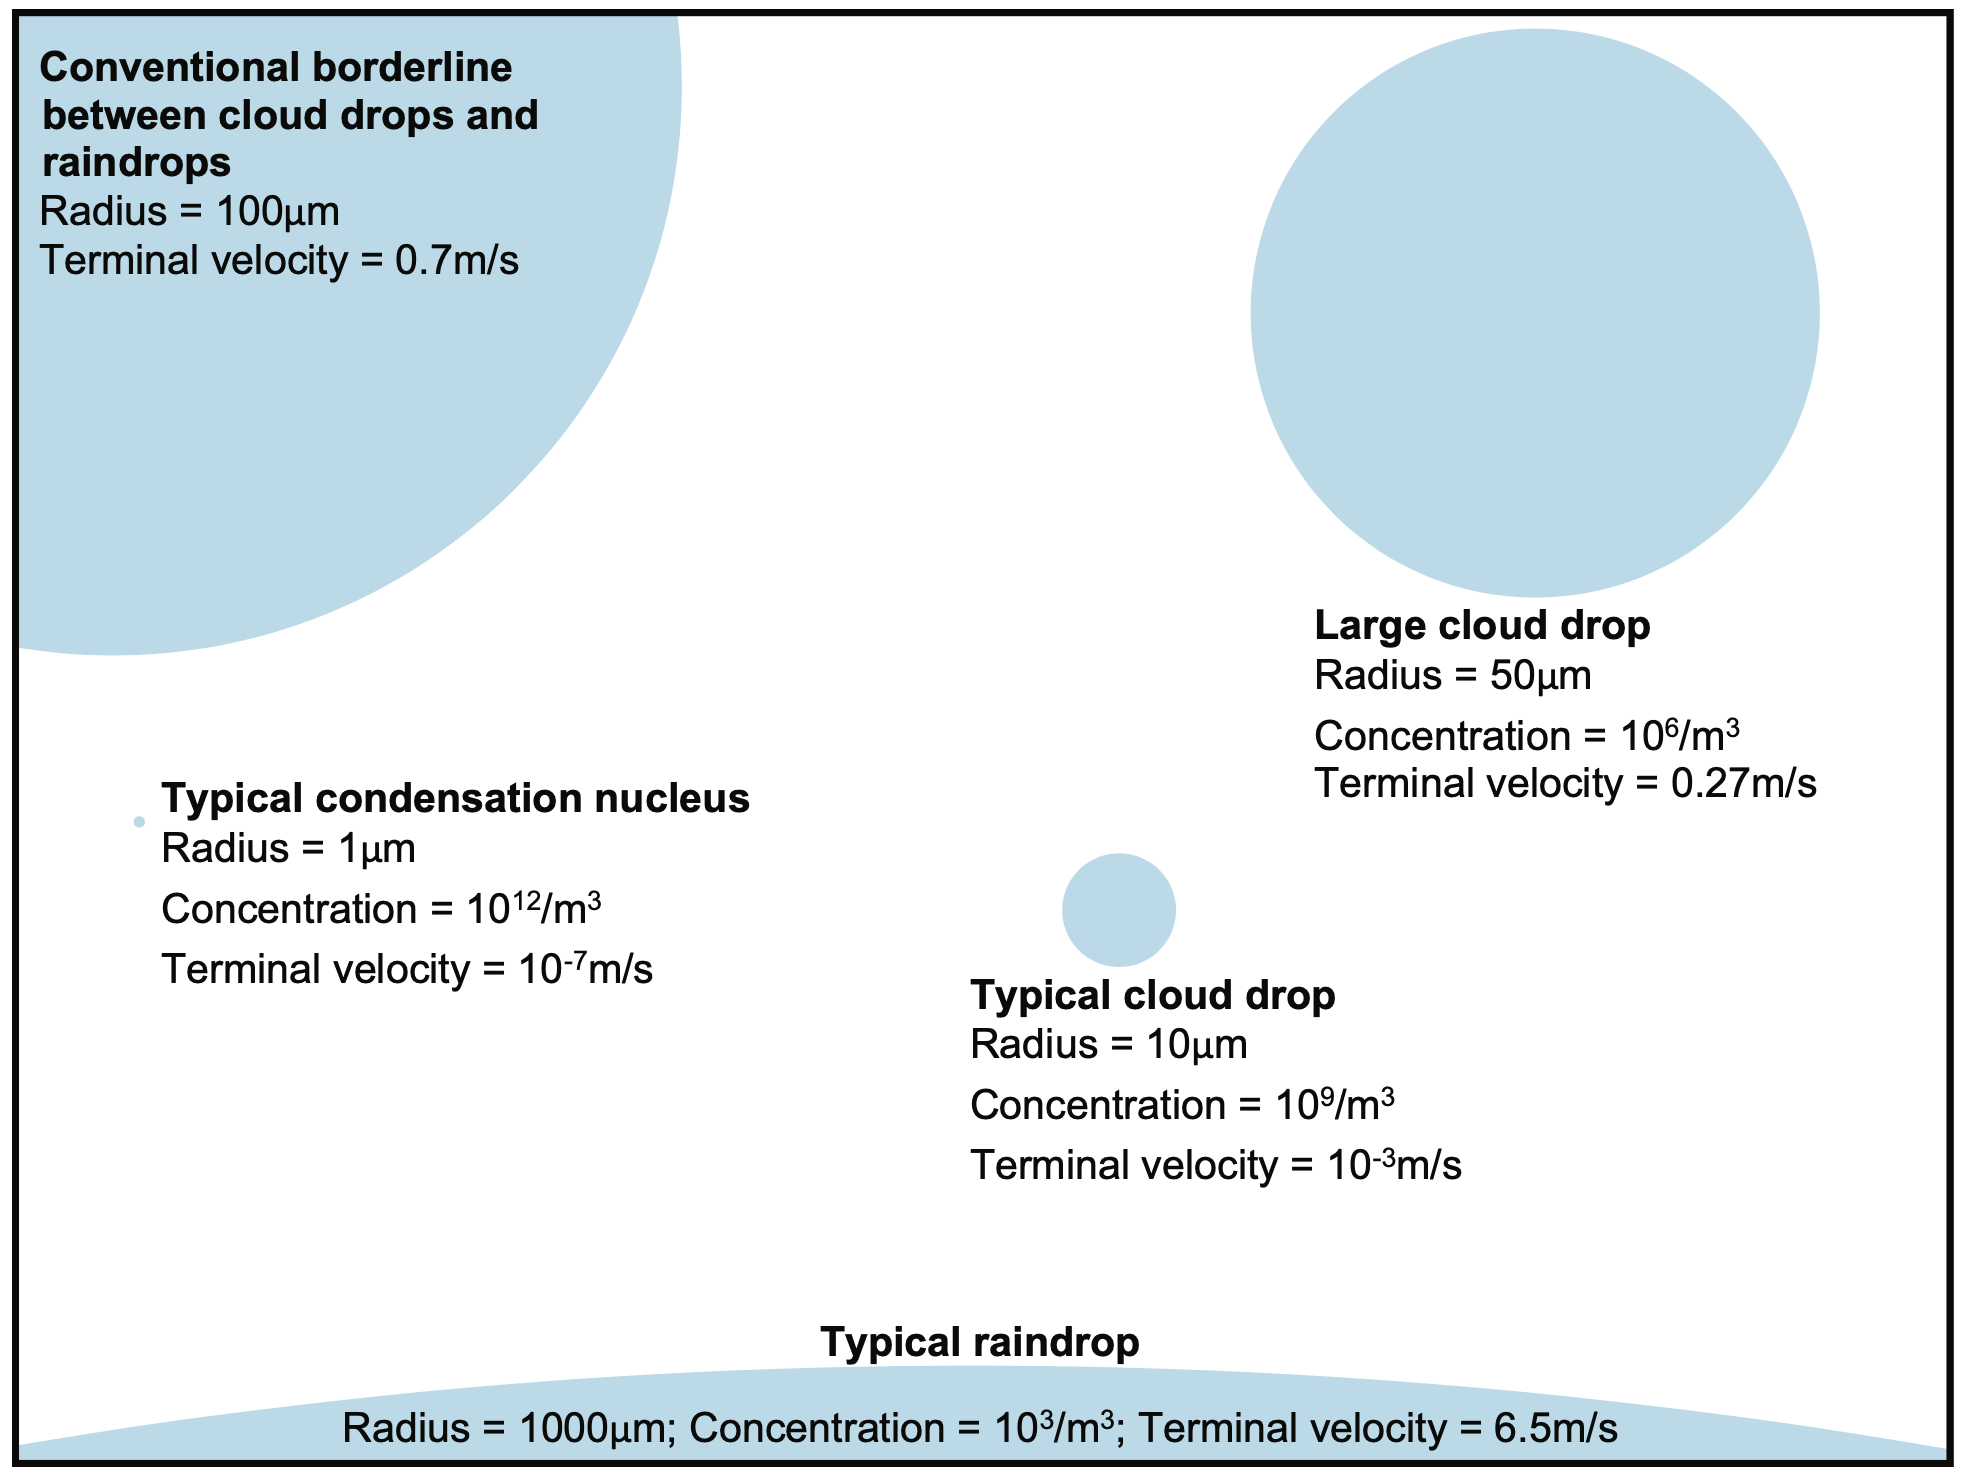 Conventional borderline
between cloud drops and
raindrops
Radius = 100μm
Terminal velocity = 0.7m/s
Large cloud drop
Radius = 50μm
Concentration = 10⁶/m³
Terminal velocity = 0.27m/s
Typical condensation nucleus
Radius = 1μm
Concentration = 10¹²/m³
Terminal velocity = 10⁻⁷m/s
Typical cloud drop
Radius = 10μm
Concentration = 10⁹/m³
Terminal velocity = 10⁻³m/s
Typical raindrop
Radius = 1000μm; Concentration = 10³/m³; Terminal velocity = 6.5m/s